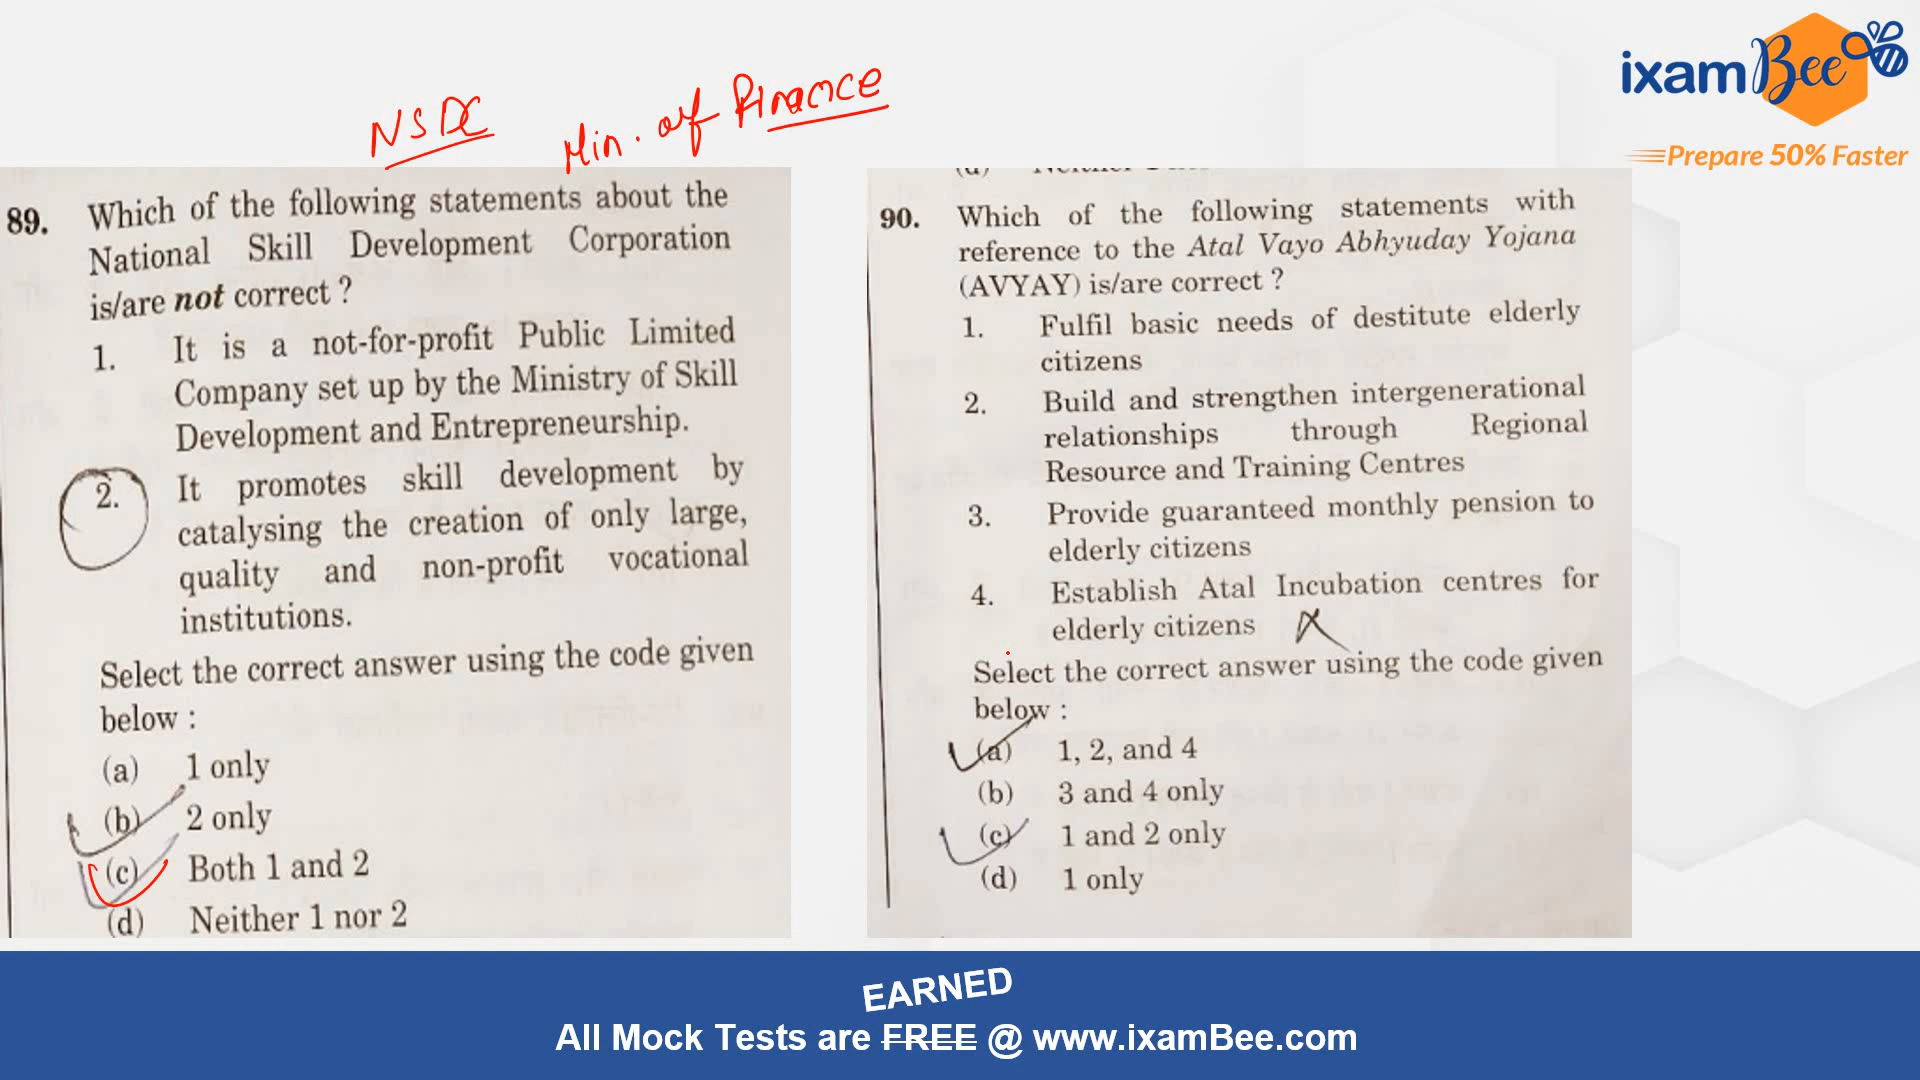 ixamBee
Prepare 50% Faster
NSDC
Min. of Finance
89. Which of the following statements about the
National Skill Development Corporation
is/are not correct ?
1. It is a not-for-profit Public Limited
Company set up by the Ministry of Skill
Development and Entrepreneurship.
2. It promotes skill development by
catalysing the creation of only large,
quality and non-profit vocational
institutions.
Select the correct answer using the code given
below :
(a) 1 only
(b) 2 only
(c) Both 1 and 2
(d) Neither 1 nor 2
90. Which of the following statements with
reference to the Atal Vayo Abhyuday Yojana
(AVYAY) is/are correct ?
1. Fulfil basic needs of destitute elderly
citizens
2. Build and strengthen intergenerational
relationships through Regional
Resource and Training Centres
3. Provide guaranteed monthly pension to
elderly citizens
4. Establish Atal Incubation centres for
elderly citizens
Select the correct answer using the code given
below :
(a) 1, 2, and 4
(b) 3 and 4 only
(c) 1 and 2 only
(d) 1 only
EARNED
All Mock Tests are FREE @ www.ixamBee.com